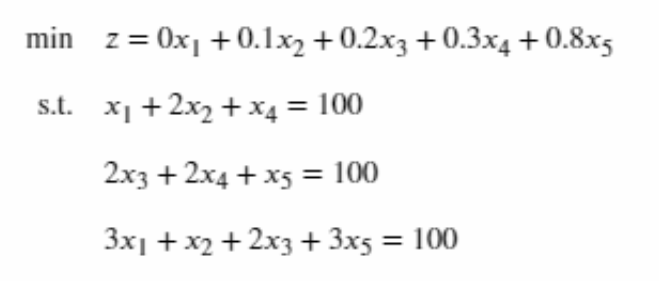 min z = 0x₁ + 0.1x₂ + 0.2x₃ + 0.3x₄ + 0.8x₅
s.t. x₁ + 2x₂ + x₄ = 100
2x₃ + 2x₄ + x₅ = 100
3x₁ + x₂ + 2x₃ + 3x₅ = 100